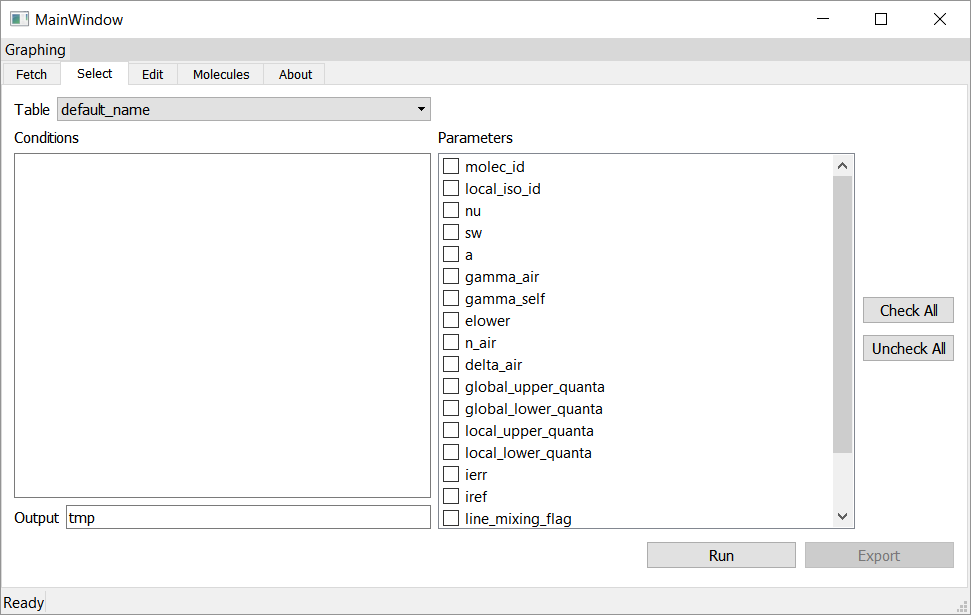 MainWindow
Graphing
Fetch Select Edit Molecules About
Table default_name
Conditions Parameters
molec_id
local_iso_id
nu
sw
a
gamma_air
gamma_self
elower
n_air
delta_air
global_upper_quanta
global_lower_quanta
local_upper_quanta
local_lower_quanta
ierr
iref
line_mixing_flag
Check All
Uncheck All
Output tmp
Run Export
Ready